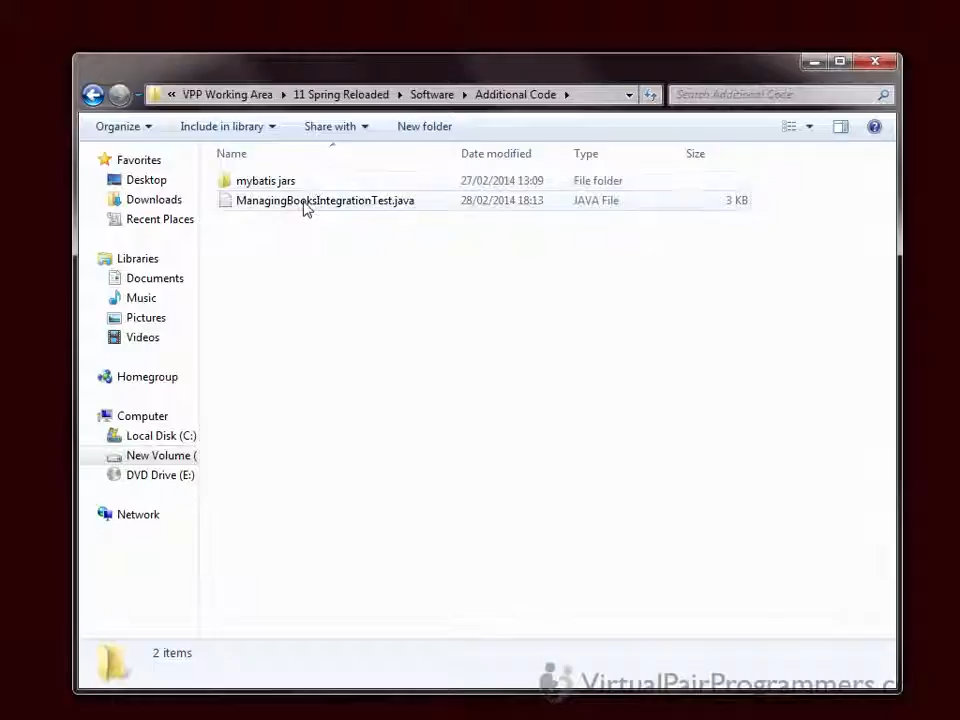 « VPP Working Area 11 Spring Reloaded Software Additional Code Search Additional Code
Organize Include in library Share with New folder
Name Date modified Type Size
mybatis jars 27/02/2014 13:09 File folder
ManagingBooksIntegrationTest.java 28/02/2014 18:13 JAVA File 3 KB
Favorites
Desktop
Downloads
Recent Places
Libraries
Documents
Music
Pictures
Videos
Homegroup
Computer
Local Disk (C:)
New Volume (
DVD Drive (E:)
Network
2 items
VirtualPairProgrammers.c